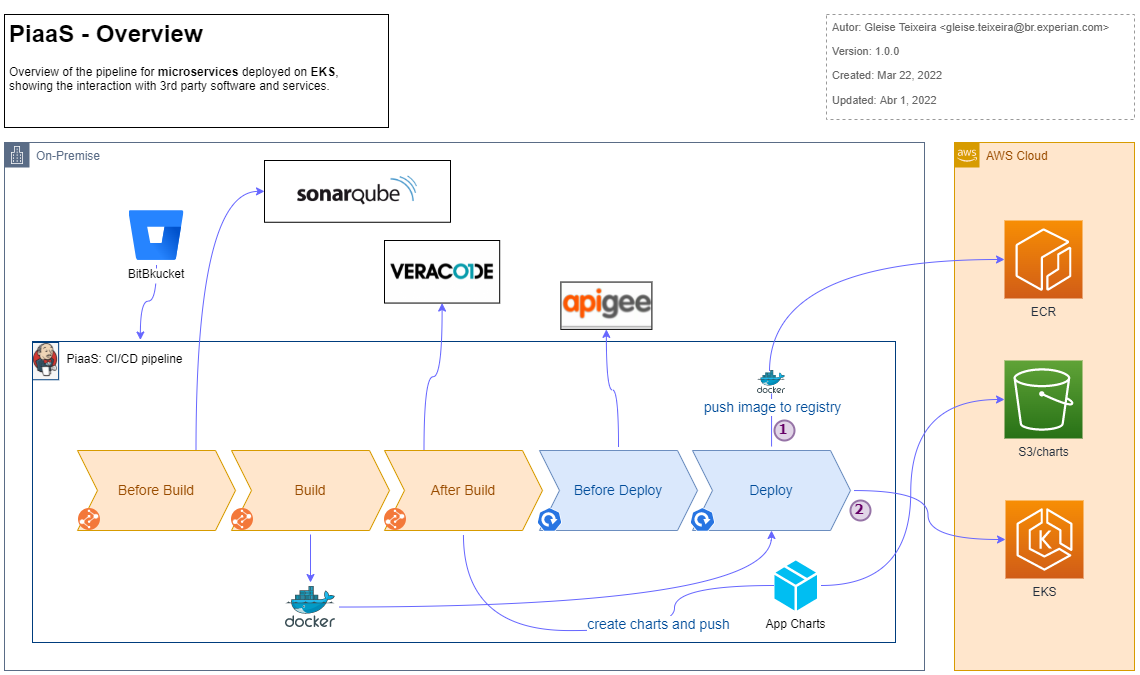 PiaaS - Overview
Overview of the pipeline for microservices deployed on EKS,
showing the interaction with 3rd party software and services.
Autor: Gleise Teixeira <gleise.teixeira@br.experian.com>
Version: 1.0.0
Created: Mar 22, 2022
Updated: Abr 1, 2022
On-Premise
aws
AWS Cloud
sonarqube
BitBkucket
VERACODE
apigee
ECR
PiaaS: CI/CD pipeline
docker
push image to registry
1
S3/charts
Before Build
Build
After Build
Before Deploy
Deploy
2
K
EKS
docker
create charts and push
App Charts